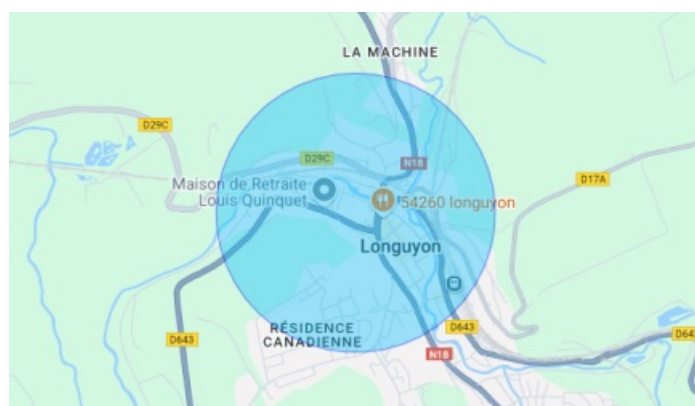 LA MACHINE
D29C
D29C
N18
D17A
Maison de Retraite
Louis Quinquet
54260 longuyon
Longuyon
RÉSIDENCE
CANADIENNE
D643
D643
D643
N18